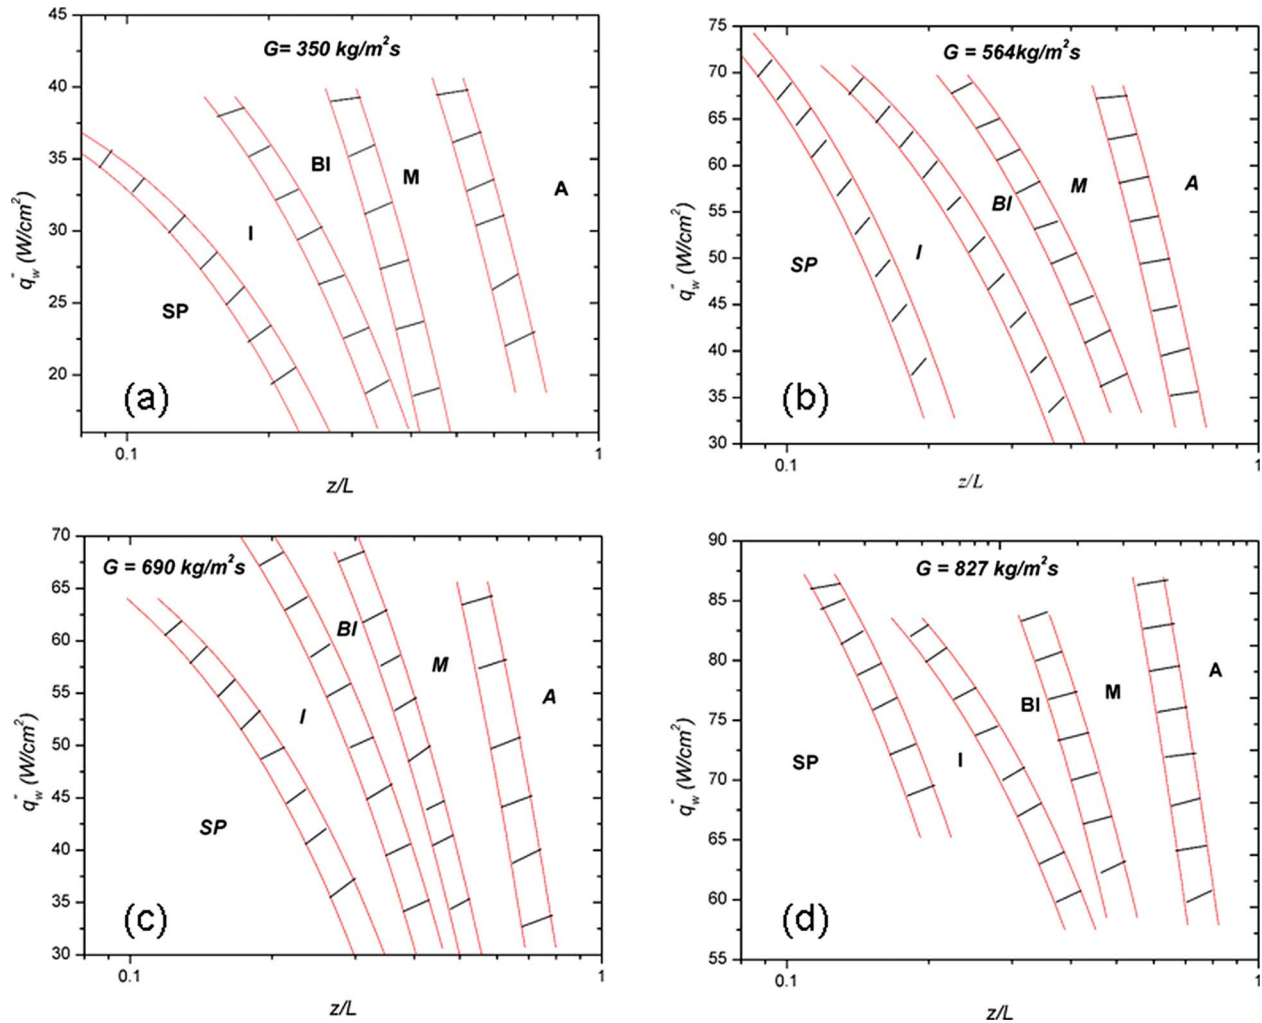 G= 350 kg/m²s
45
40
35
30
25
20
q"w (W/cm²)
SP
I
BI
M
A
(a)
0.1
1
z/L
G = 564kg/m²s
75
70
65
60
55
50
45
40
35
30
q"w (W/cm²)
SP
I
BI
M
A
(b)
0.1
1
z/L
G = 690 kg/m²s
70
65
60
55
50
45
40
35
30
q"w (W/cm²)
SP
I
BI
M
A
(c)
0.1
1
z/L
G = 827 kg/m²s
90
85
80
75
70
65
60
55
q"w (W/cm²)
SP
I
BI
M
A
(d)
0.1
1
z/L